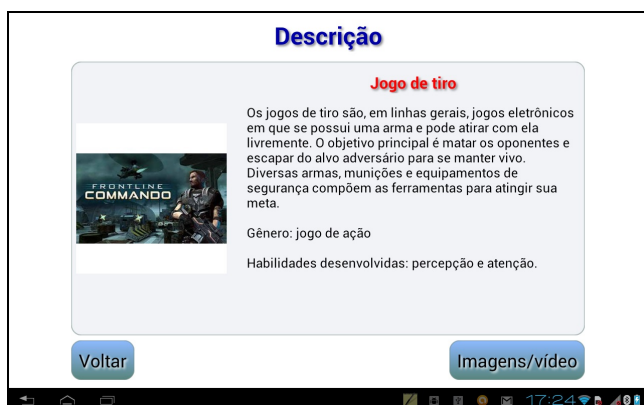 Descrição
Jogo de tiro
Os jogos de tiro são, em linhas gerais, jogos eletrônicos
em que se possui uma arma e pode atirar com ela
livremente. O objetivo principal é matar os oponentes e
escapar do alvo adversário para se manter vivo.
Diversas armas, munições e equipamentos de
segurança compõem as ferramentas para atingir sua
meta.
FRONTLINE
COMMANDO
Gênero: jogo de ação
Habilidades desenvolvidas: percepção e atenção.
Voltar
Imagens/vídeo
17:24